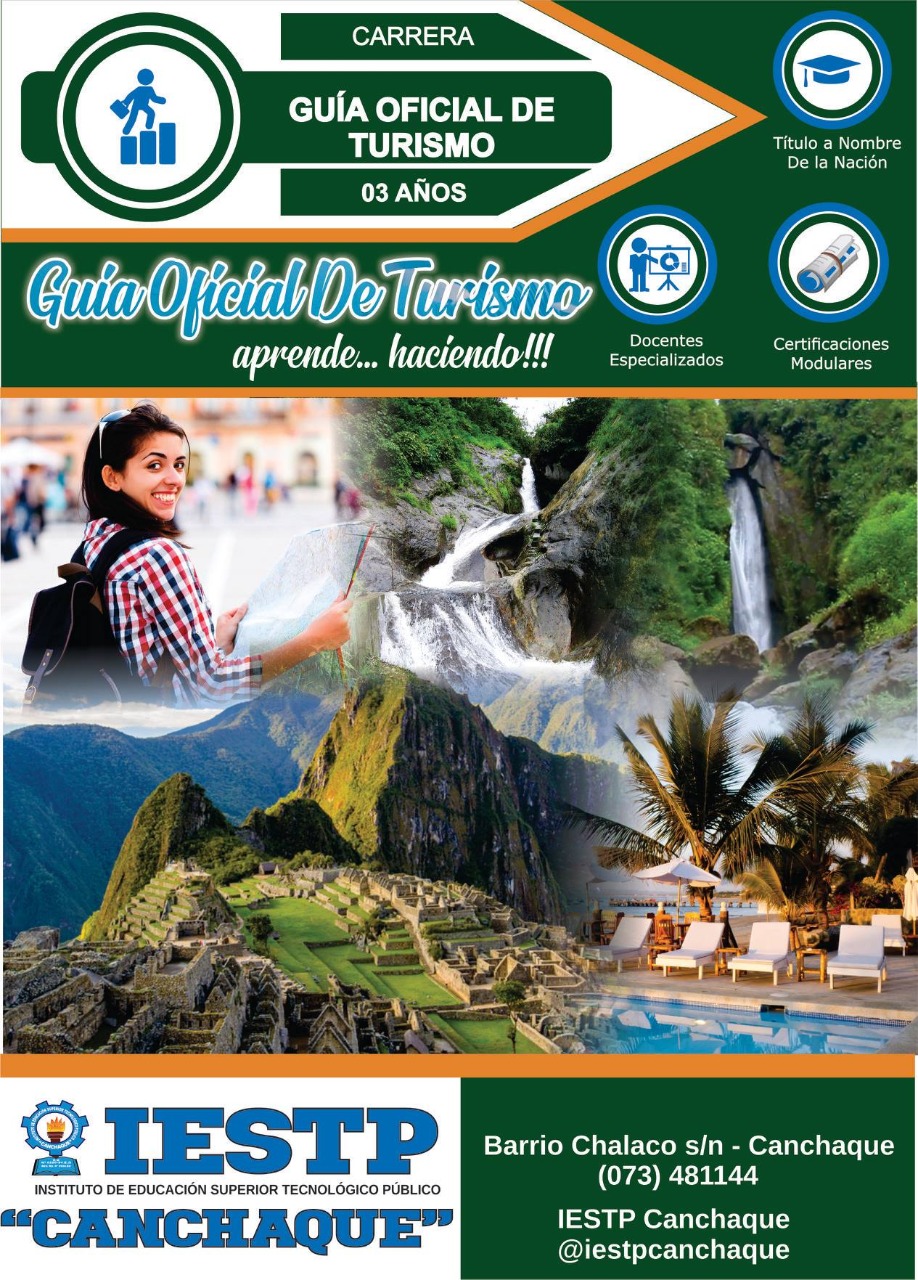 CARRERA
GUÍA OFICIAL DE
TURISMO
03 AÑOS
Título a Nombre
De la Nación
Guía Oficial De Turismo
aprende... haciendo!!!
Docentes
Especializados
Certificaciones
Modulares
IESTP
INSTITUTO DE EDUCACIÓN SUPERIOR TECNOLÓGICO PÚBLICO
“CANCHAQUE”
Barrio Chalaco s/n - Canchaque
(073) 481144
IESTP Canchaque
@iestpcanchaque